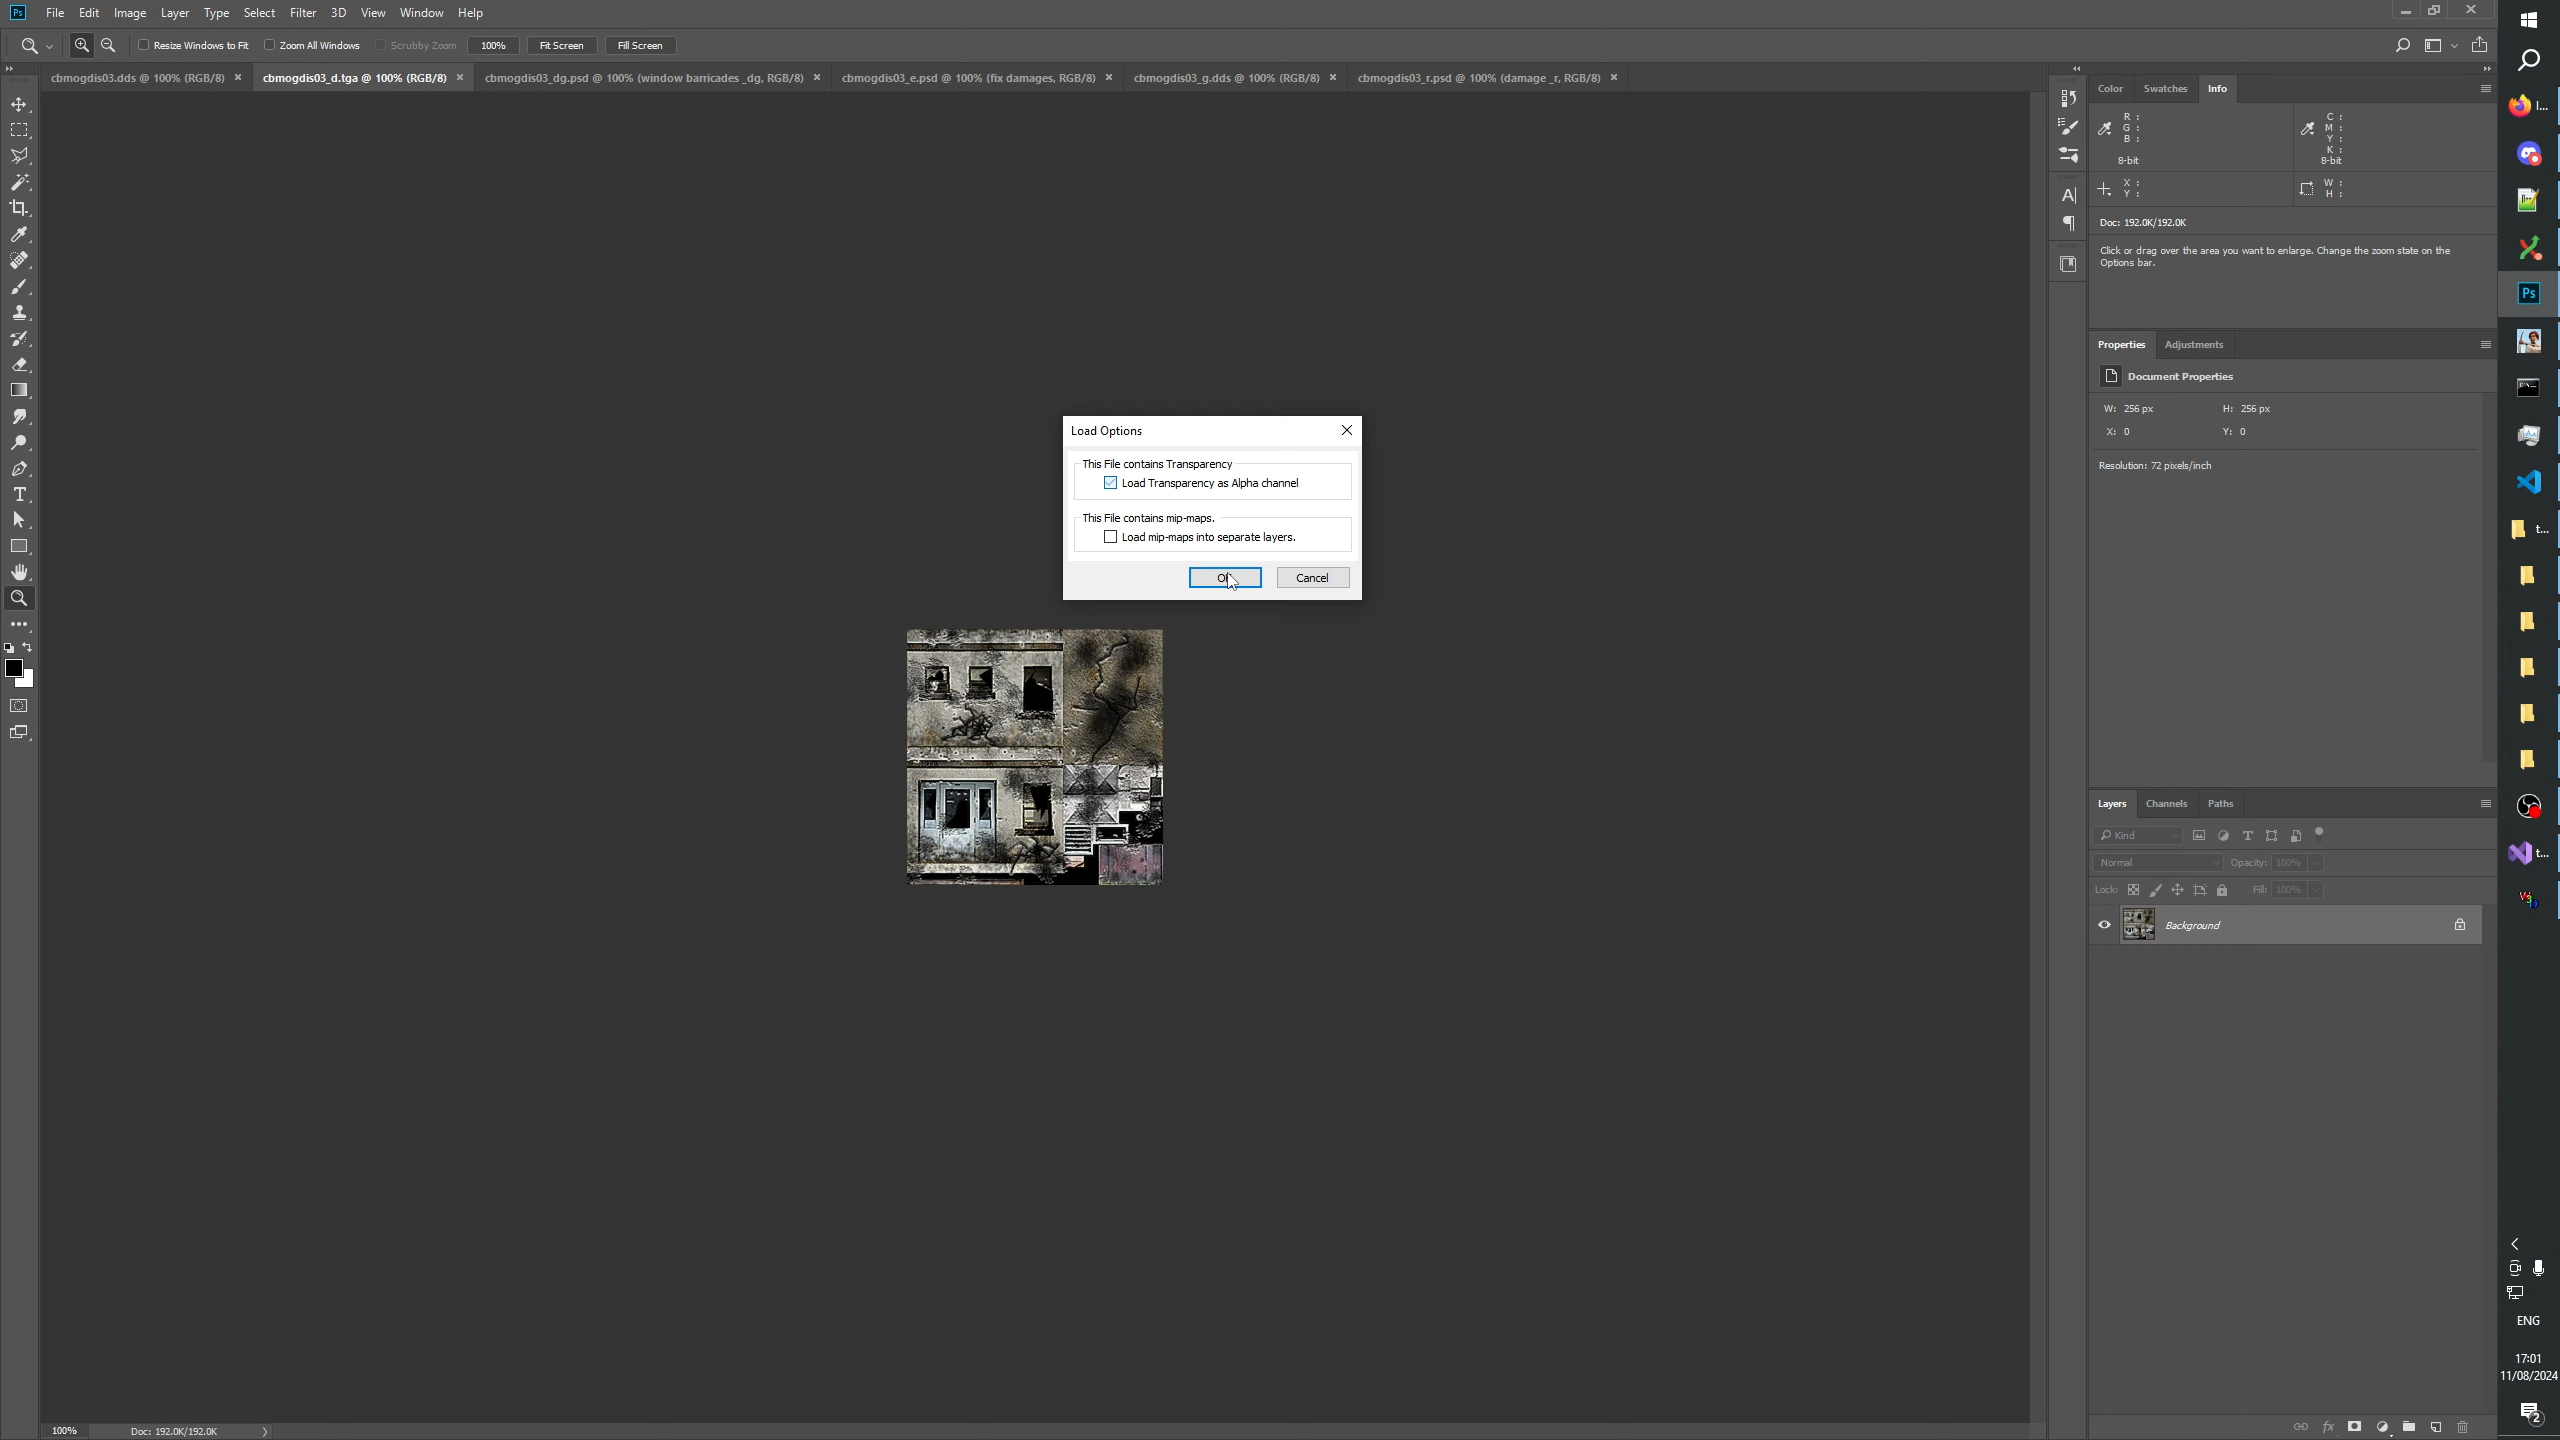 Ps File Edit Image Layer Type Select Filter 3D View Window Help
Resize Windows to Fit Zoom All Windows Scrubby Zoom 100% Fit Screen Fill Screen
cbmogdis03.dds @ 100% (RGB/8) cbmogdis03_d.tga @ 100% (RGB/8) cbmogdis03_dg.psd @ 100% (window barricades _dg, RGB/8) cbmogdis03_e.psd @ 100% (fix damages, RGB/8) cbmogdis03_g.dds @ 100% (RGB/8) cbmogdis03_r.psd @ 100% (damage _r, RGB/8)
Load Options
This File contains Transparency
Load Transparency as Alpha channel
This File contains mip-maps.
Load mip-maps into separate layers.
Cancel
Color Swatches Info
R : C :
G : M :
B : Y :
K :
8-bit 8-bit
X : W :
Y : H :
Doc: 192.0K/192.0K
Click or drag over the area you want to enlarge. Change the zoom state on the
Options bar.
Properties Adjustments
Document Properties
W: 256 px H: 256 px
X: 0 Y: 0
Resolution: 72 pixels/inch
Layers Channels Paths
Kind
Normal Opacity: 100%
Lock: Fill: 100%
Background
100% Doc: 192.0K/192.0K
I...
Ps
t...
t...
ENG
17:01
11/08/2024
2